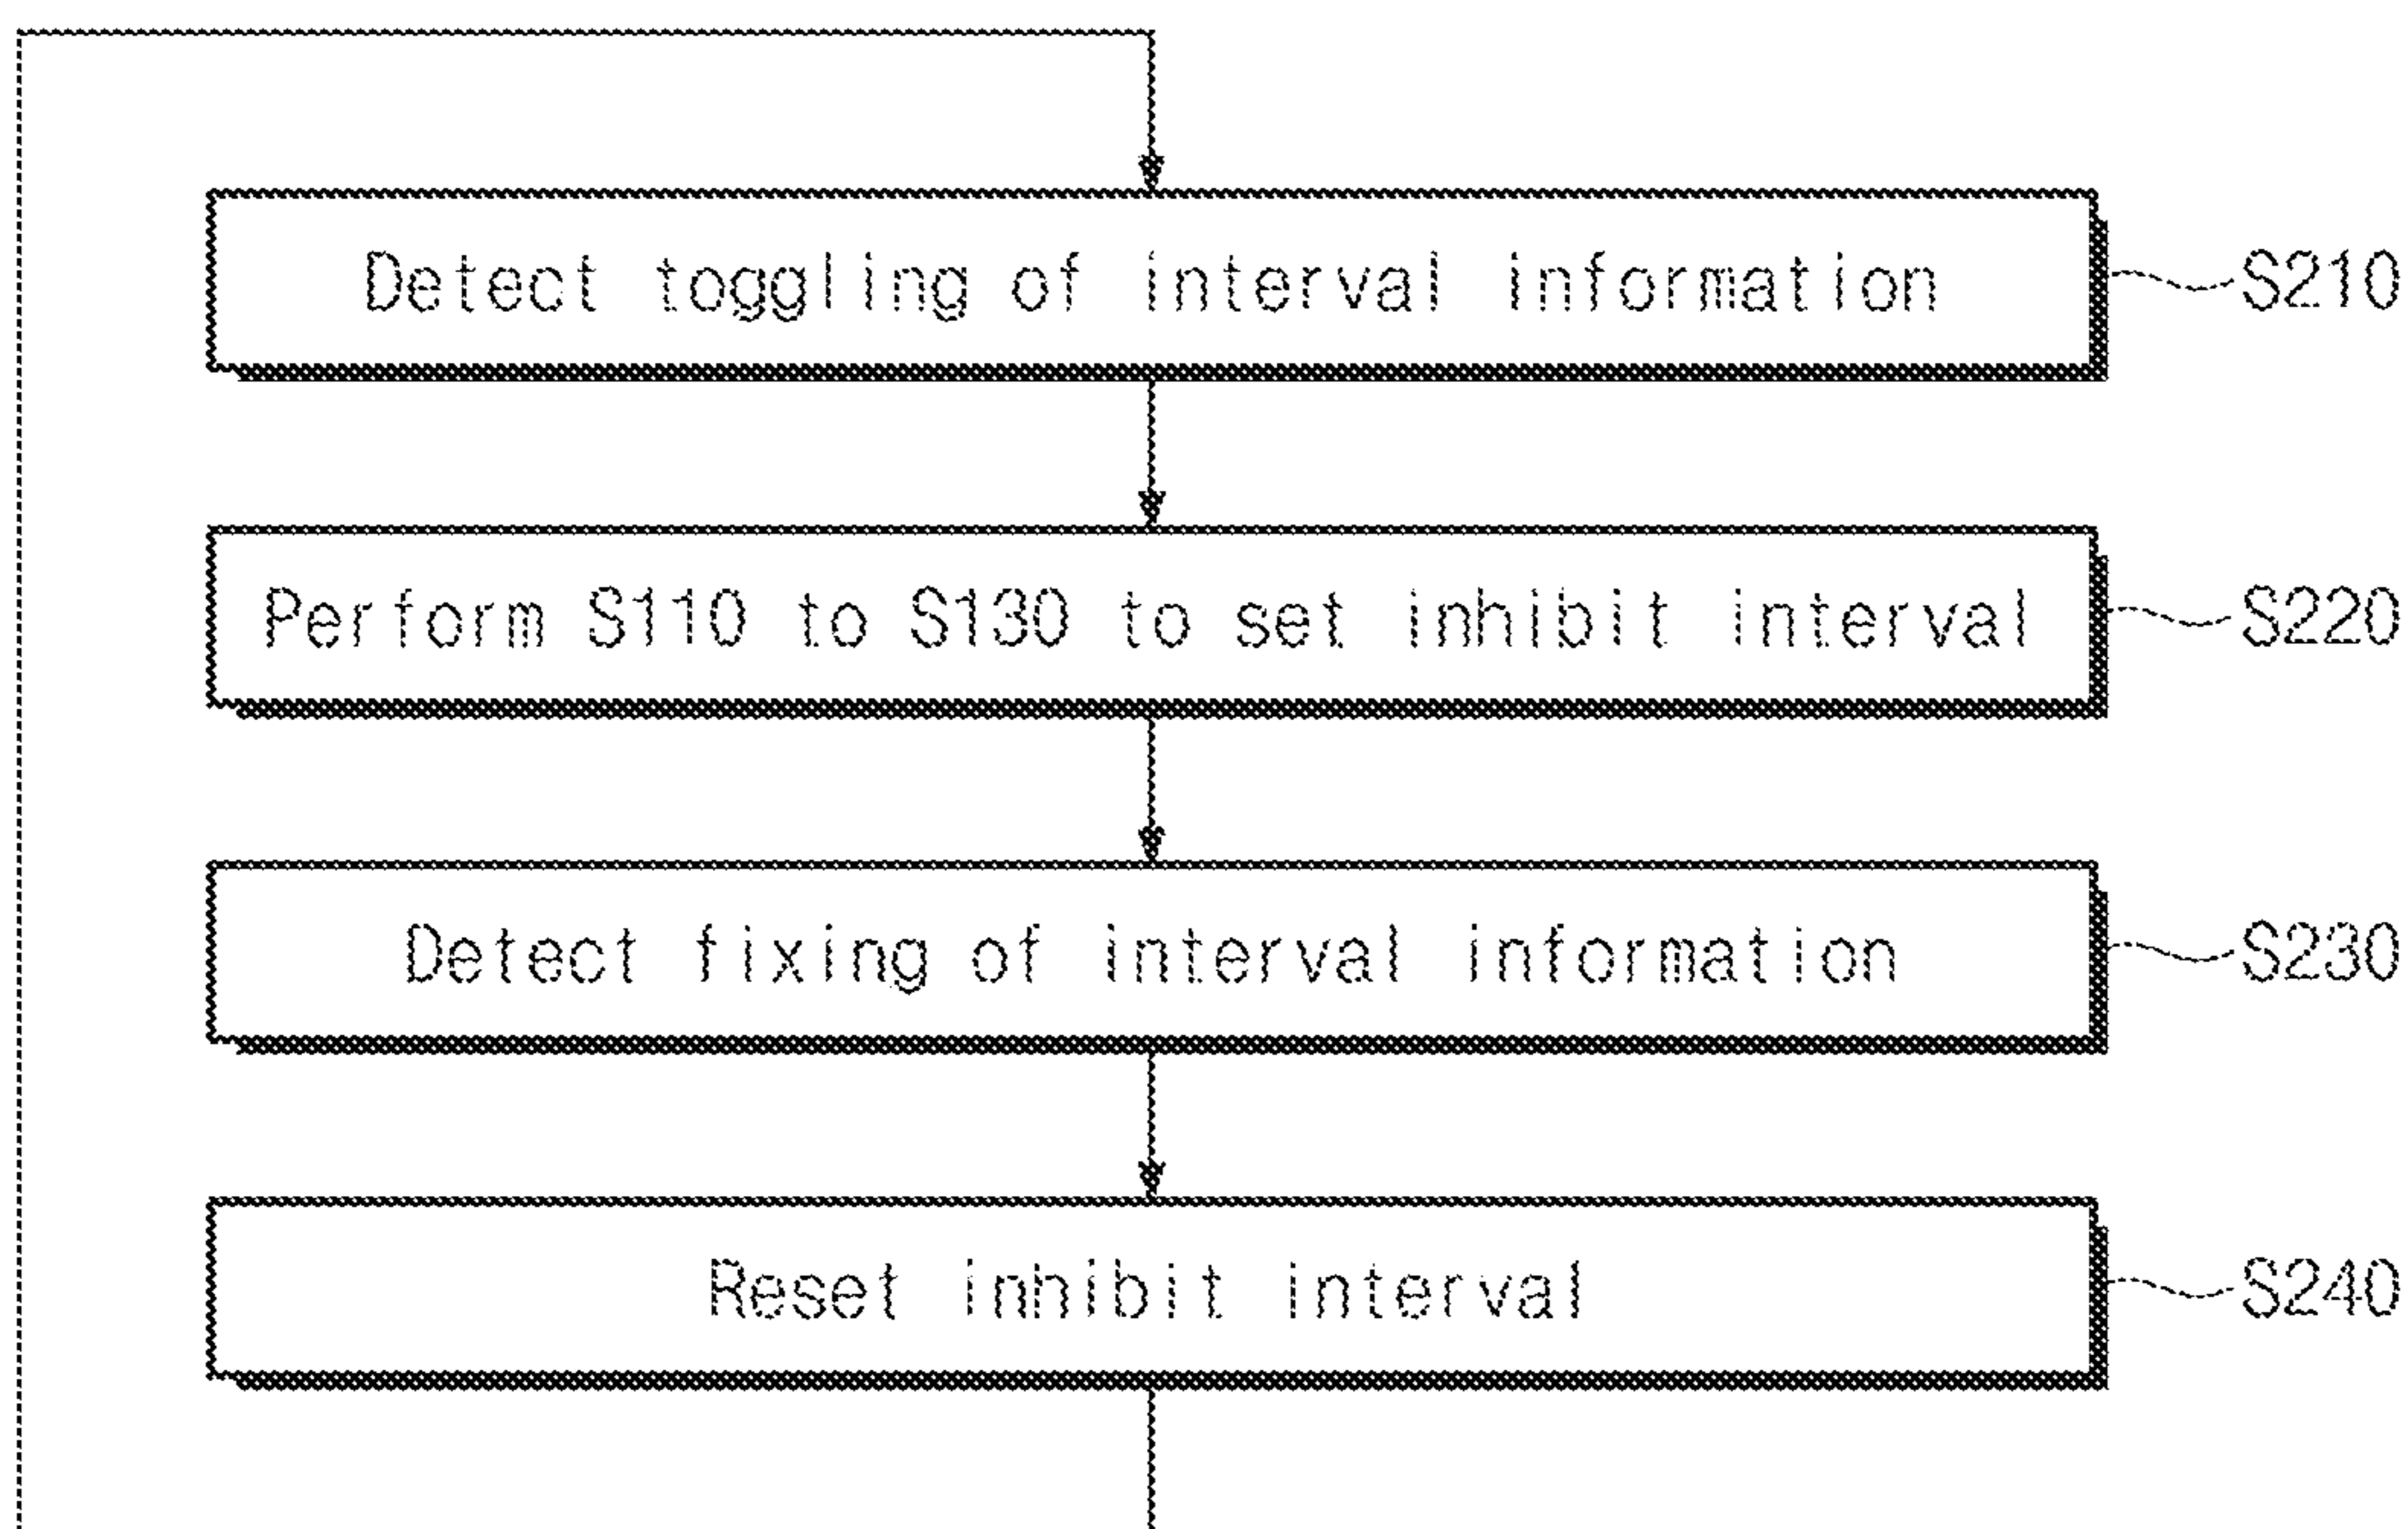 Detect toggling of interval information
S210
Perform S110 to S130 to set inhibit interval
S220
Detect fixing of interval information
S230
Reset inhibit interval
S240